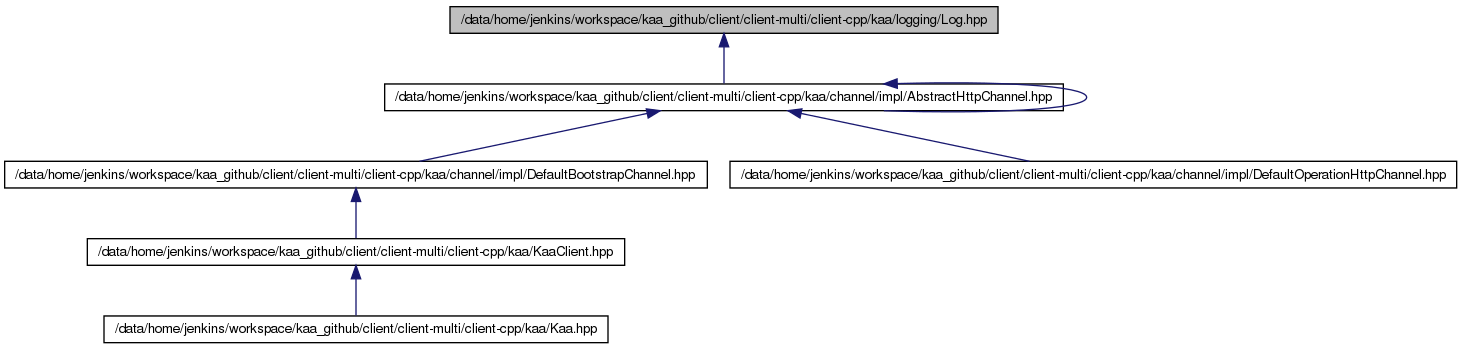 /data/home/jenkins/workspace/kaa_github/client/client-multi/client-cpp/kaa/logging/Log.hpp
/data/home/jenkins/workspace/kaa_github/client/client-multi/client-cpp/kaa/channel/impl/AbstractHttpChannel.hpp
/data/home/jenkins/workspace/kaa_github/client/client-multi/client-cpp/kaa/channel/impl/DefaultBootstrapChannel.hpp
/data/home/jenkins/workspace/kaa_github/client/client-multi/client-cpp/kaa/channel/impl/DefaultOperationHttpChannel.hpp
/data/home/jenkins/workspace/kaa_github/client/client-multi/client-cpp/kaa/KaaClient.hpp
/data/home/jenkins/workspace/kaa_github/client/client-multi/client-cpp/kaa/Kaa.hpp